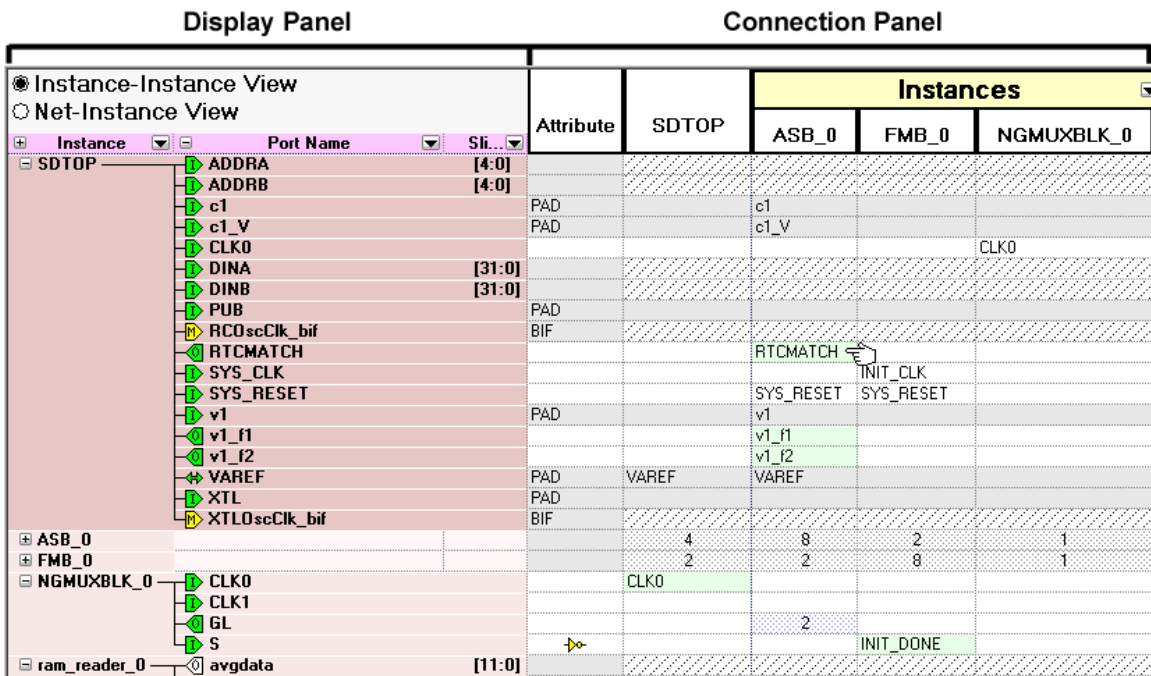 Display Panel Connection Panel
Instance-Instance View
Net-Instance View
Instances
Attribute SDTOP ASB_0 FMB_0 NGMUXBLK_0
Instance Port Name Sli...
SDTOP I ADDRA [4:0]
I ADDRB [4:0]
I c1 PAD c1
I c1_V PAD c1_V
I CLK0 CLK0
I DINA [31:0]
I DINB [31:0]
I PUB PAD
M RCOscClk_bif BIF
O RTCMATCH RTCMATCH
I SYS_CLK INIT_CLK
I SYS_RESET SYS_RESET SYS_RESET
I v1 PAD v1
O v1_f1 v1_f1
O v1_f2 v1_f2
VAREF PAD VAREF VAREF
I XTL PAD
M XTLOscClk_bif BIF
ASB_0 4 8 2 1
FMB_0 2 2 8 1
NGMUXBLK_0 I CLK0 CLK0
I CLK1
O GL 2
I S INIT_DONE
ram_reader_0 O avgdata [11:0]